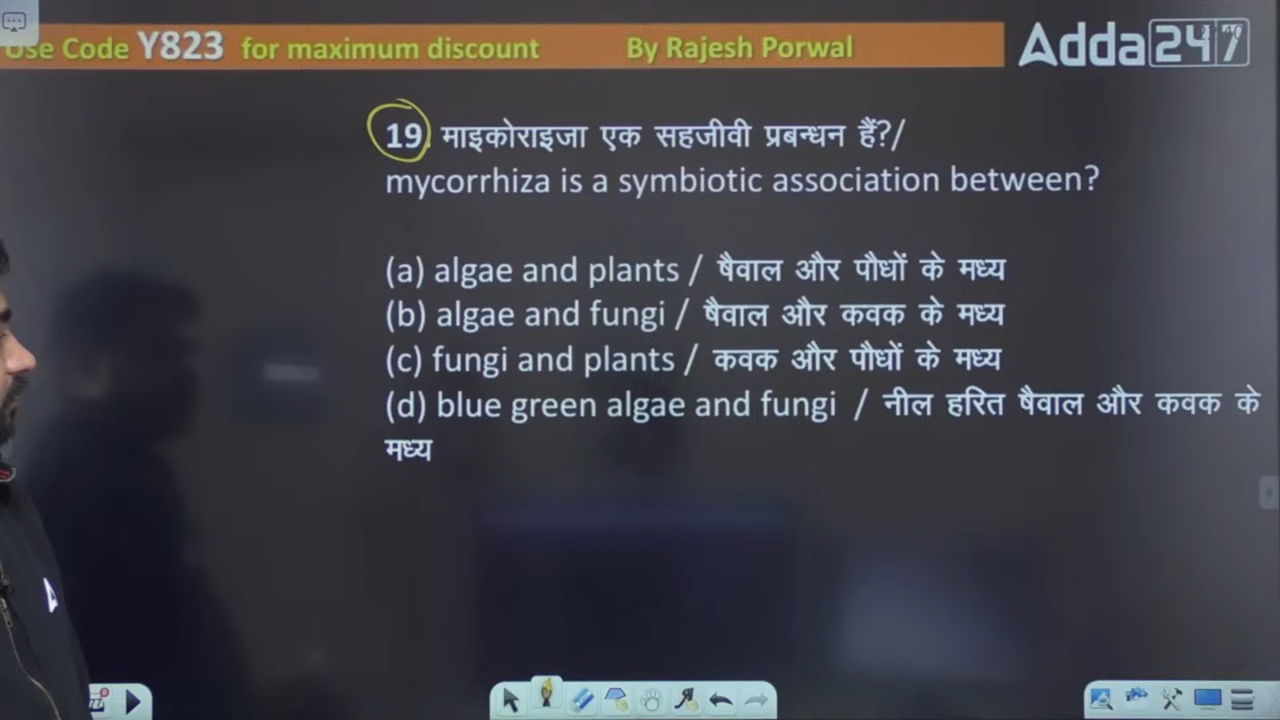 Use Code Y823 for maximum discount By Rajesh Porwal
Adda247
19 माइकोराइजा एक सहजीवी प्रबन्धन हैं?/
mycorrhiza is a symbiotic association between?
(a) algae and plants / षैवाल और पौधों के मध्य
(b) algae and fungi / षैवाल और कवक के मध्य
(c) fungi and plants / कवक और पौधों के मध्य
(d) blue green algae and fungi / नील हरित षैवाल और कवक के
मध्य